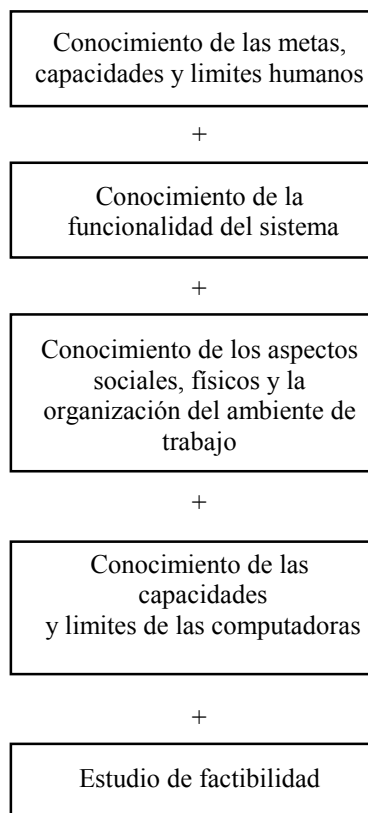 Conocimiento de las metas,
capacidades y limites humanos
+
Conocimiento de la
funcionalidad del sistema
+
Conocimiento de los aspectos
sociales, físicos y la
organización del ambiente de
trabajo
+
Conocimiento de las
capacidades
y limites de las computadoras
+
Estudio de factibilidad